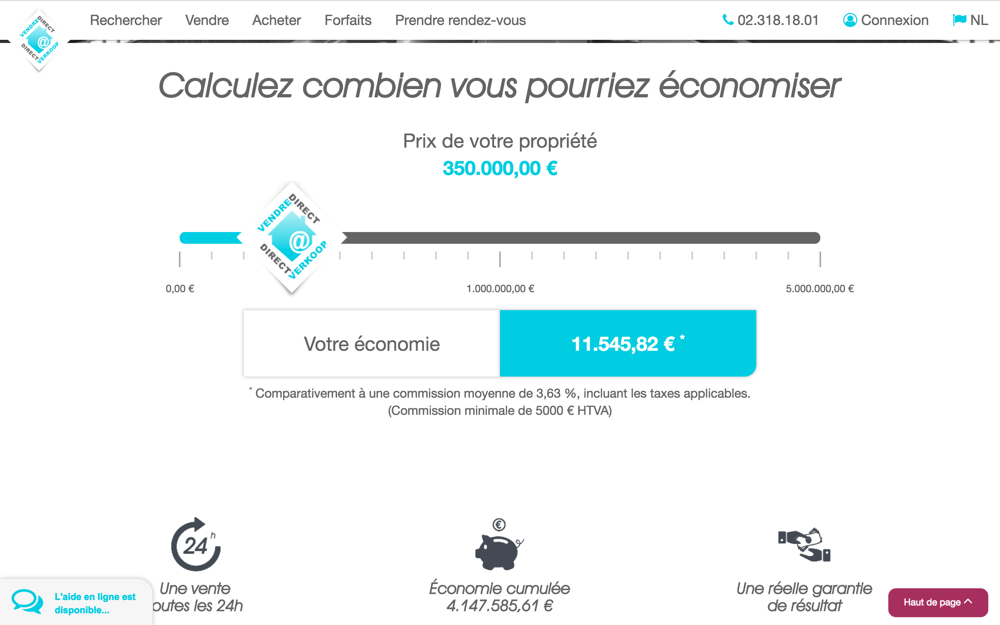 Rechercher Vendre Acheter Forfaits Prendre rendez-vous 02.318.18.01 Connexion NL
VENDRE DIRECT
@
DIRECT VERKOOP
Calculez combien vous pourriez économiser
Prix de votre propriété
350.000,00 €
VENDRE DIRECT
@
DIRECT VERKOOP
0,00 € 1.000.000,00 € 5.000.000,00 €
Votre économie 11.545,82 € *
* Comparativement à une commission moyenne de 3,63 %, incluant les taxes applicables.
(Commission minimale de 5000 € HTVA)
24 h
€
Une vente
outes les 24h
Économie cumulée
4.147.585,61 €
Une réelle garantie
de résultat
L'aide en ligne est
disponible...
Haut de page